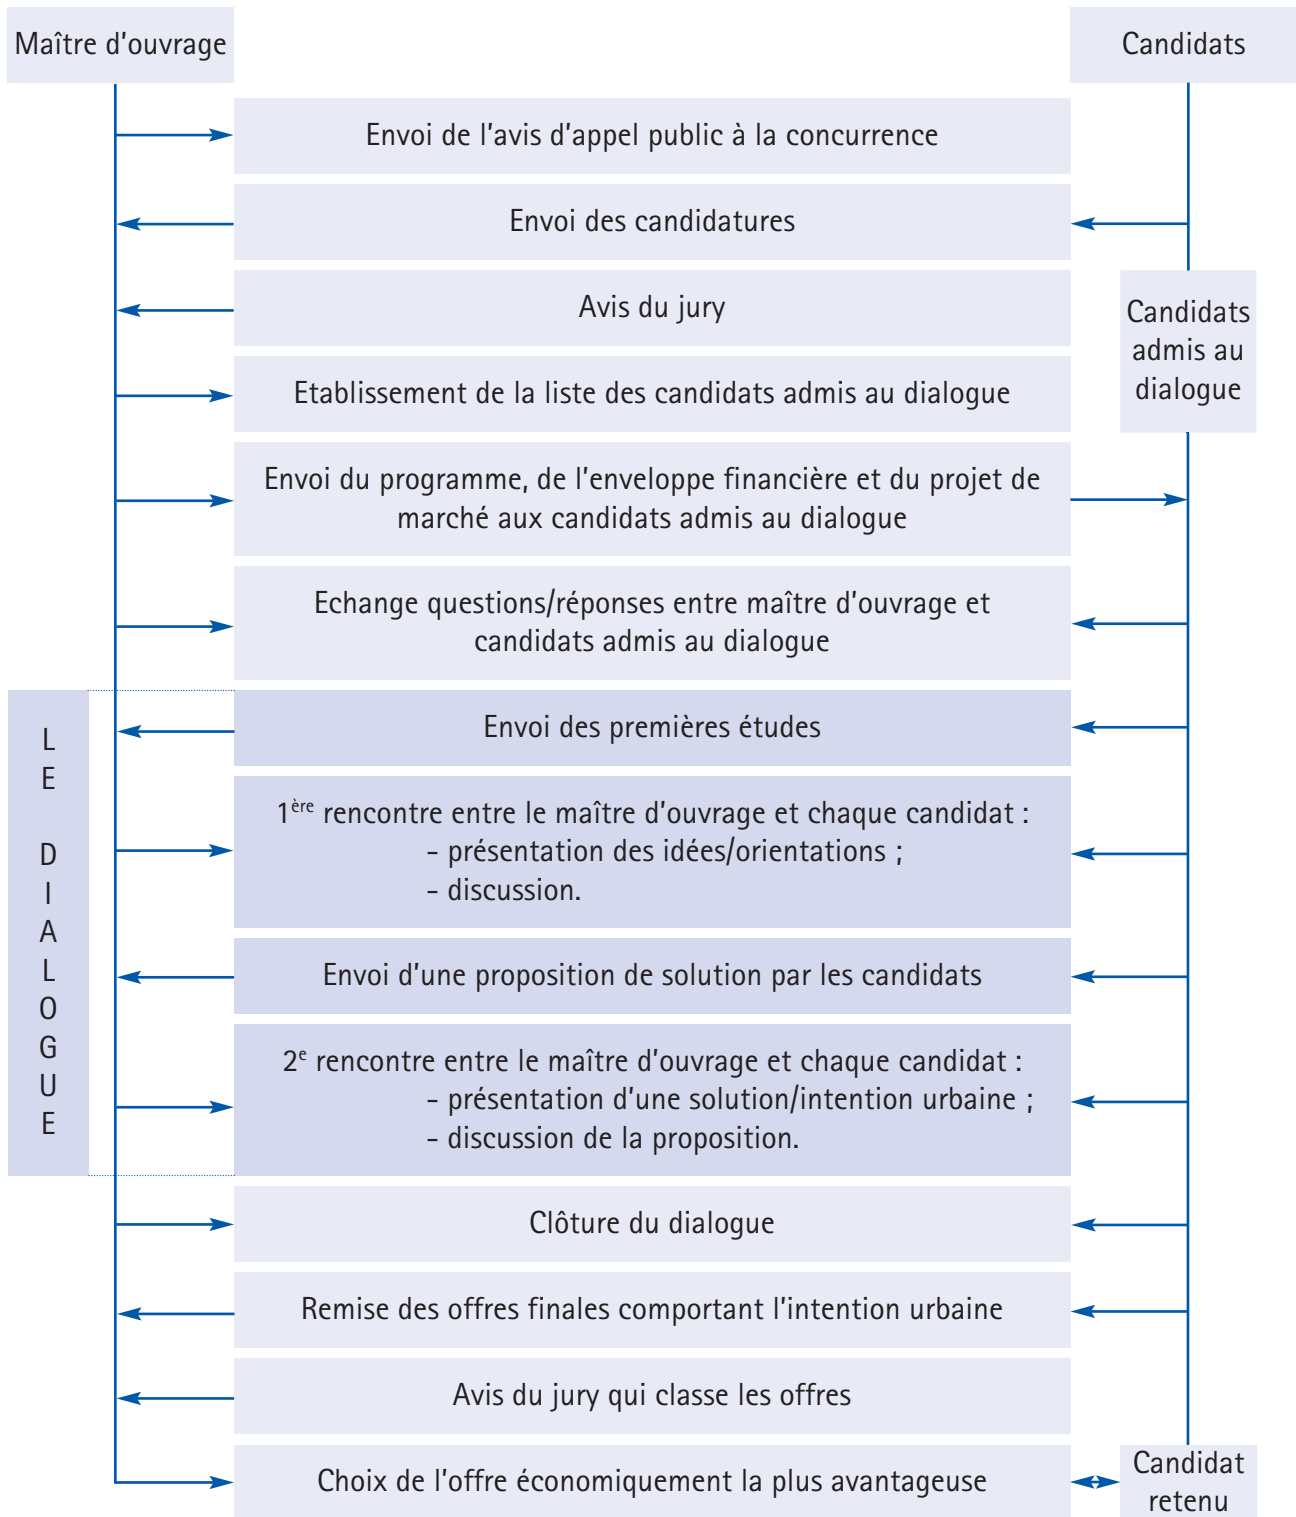 Maître d'ouvrage
Candidats
Envoi de l'avis d'appel public à la concurrence
Envoi des candidatures
Avis du jury
Candidats
admis au
dialogue
Etablissement de la liste des candidats admis au dialogue
Envoi du programme, de l'enveloppe financière et du projet de
marché aux candidats admis au dialogue
Echange questions/réponses entre maître d'ouvrage et
candidats admis au dialogue
LE DIALOGUE
Envoi des premières études
1ère rencontre entre le maître d'ouvrage et chaque candidat :
- présentation des idées/orientations ;
- discussion.
Envoi d'une proposition de solution par les candidats
2e rencontre entre le maître d'ouvrage et chaque candidat :
- présentation d'une solution/intention urbaine ;
- discussion de la proposition.
Clôture du dialogue
Remise des offres finales comportant l'intention urbaine
Avis du jury qui classe les offres
Choix de l'offre économiquement la plus avantageuse
Candidat
retenu